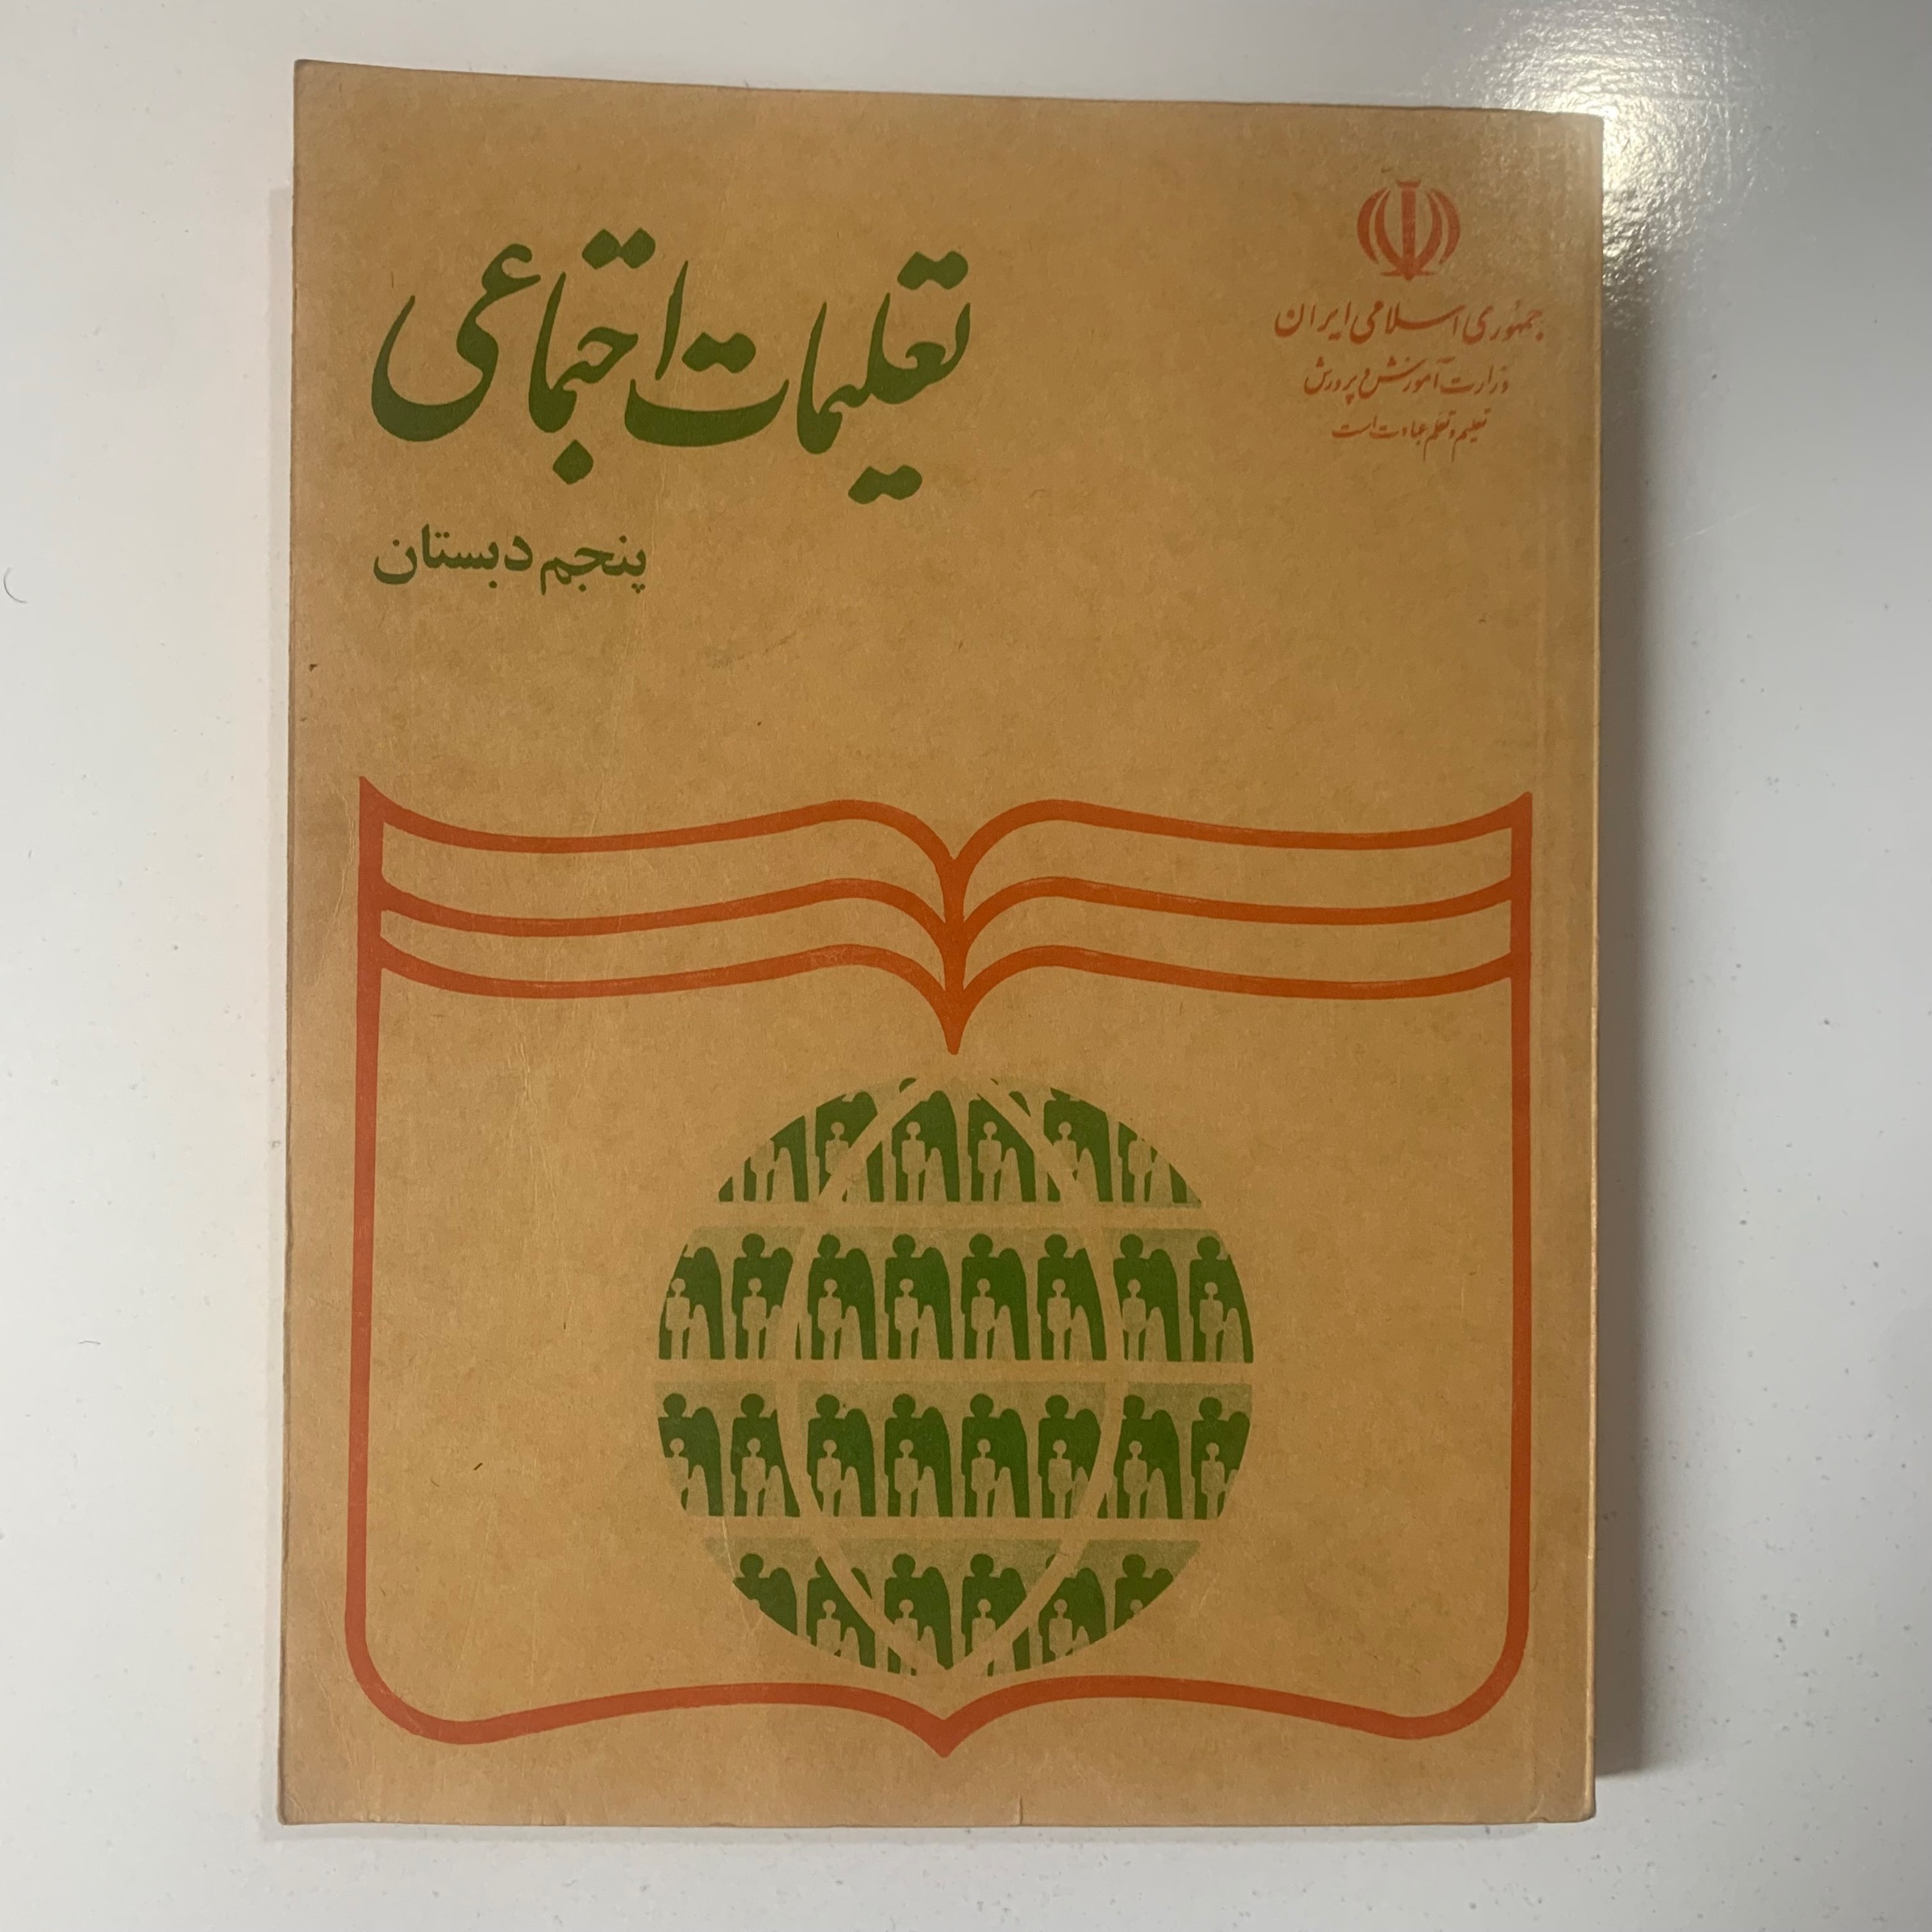 جمهوری اسلامی ایران
وزارت آموزش و پرورش
تعلیم و تعلم عبادت است
تعلیمات اجتماعی
پنجم دبستان